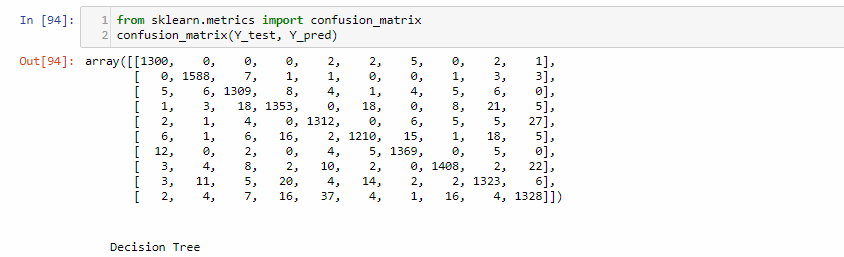 In [94]: 1 from sklearn.metrics import confusion_matrix
2 confusion_matrix(Y_test, Y_pred)
Out[94]: array([[1300, 0, 0, 0, 2, 2, 5, 0, 2, 1],
[ 0, 1588, 7, 1, 1, 0, 0, 1, 3, 3],
[ 5, 6, 1309, 8, 4, 1, 4, 5, 6, 0],
[ 1, 3, 18, 1353, 0, 18, 0, 8, 21, 5],
[ 2, 1, 4, 0, 1312, 0, 6, 5, 5, 27],
[ 6, 1, 6, 16, 2, 1210, 15, 1, 18, 5],
[ 12, 0, 2, 0, 4, 5, 1369, 0, 5, 0],
[ 3, 4, 8, 2, 10, 2, 0, 1408, 2, 22],
[ 3, 11, 5, 20, 4, 14, 2, 2, 1323, 6],
[ 2, 4, 7, 16, 37, 4, 1, 16, 4, 1328]])
Decision Tree